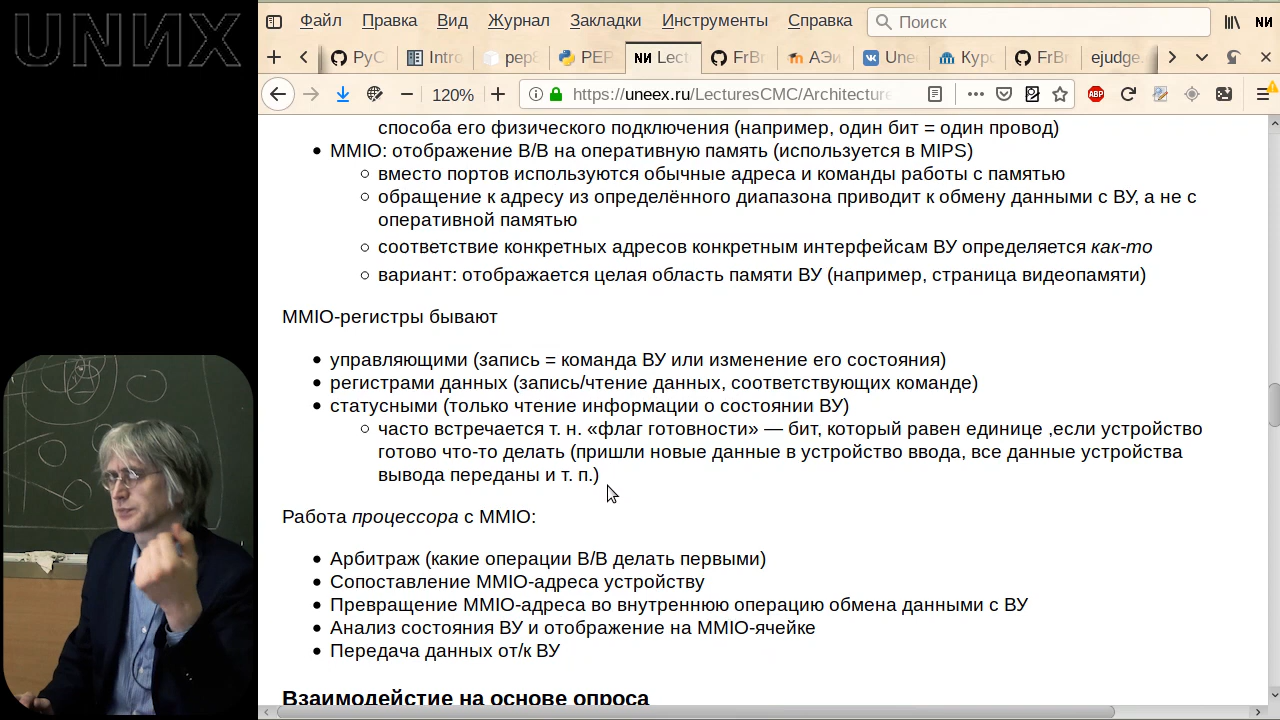 UNИX
Файл Правка Вид Журнал Закладки Инструменты Справка Поиск NИ
PyC Intro pep8 PEP NИ Lect FrBr АЭи Unee Курс FrBr ejudge
120% https://uneex.ru/LecturesCMC/Architecture ABP
способа его физического подключения (например, один бит = один провод)
MMIO: отображение В/В на оперативную память (используется в MIPS)
вместо портов используются обычные адреса и команды работы с памятью
обращение к адресу из определённого диапазона приводит к обмену данными с ВУ, а не с
оперативной памятью
соответствие конкретных адресов конкретным интерфейсам ВУ определяется как-то
вариант: отображается целая область памяти ВУ (например, страница видеопамяти)
MMIO-регистры бывают
управляющими (запись = команда ВУ или изменение его состояния)
регистрами данных (запись/чтение данных, соответствующих команде)
статусными (только чтение информации о состоянии ВУ)
часто встречается т. н. «флаг готовности» — бит, который равен единице ,если устройство
готово что-то делать (пришли новые данные в устройство ввода, все данные устройства
вывода переданы и т. п.)
Работа процессора с MMIO:
Арбитраж (какие операции В/В делать первыми)
Сопоставление MMIO-адреса устройству
Превращение MMIO-адреса во внутреннюю операцию обмена данными с ВУ
Анализ состояния ВУ и отображение на MMIO-ячейке
Передача данных от/к ВУ
Взаимодейстие на основе опроса